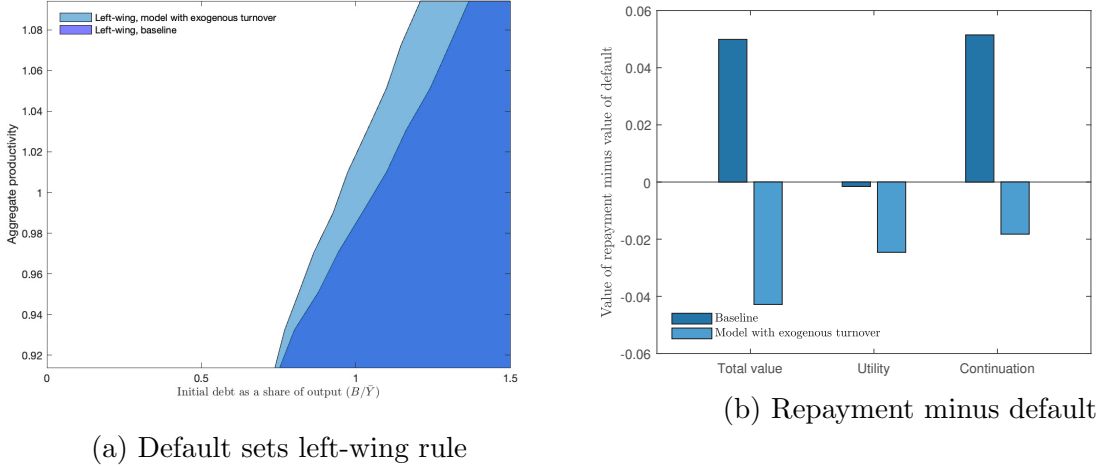 Left-wing, model with exogenous turnover
Left-wing, baseline
Aggregate productivity
1.08
1.06
1.04
1.02
1
0.98
0.96
0.94
0.92
0
0.5
1
1.5
Initial debt as a share of output (B/Ȳ)
(a) Default sets left-wing rule
Value of repayment minus value of default
0.06
0.04
0.02
0
-0.02
-0.04
-0.06
Baseline
Model with exogenous turnover
Total value
Utility
Continuation
(b) Repayment minus default